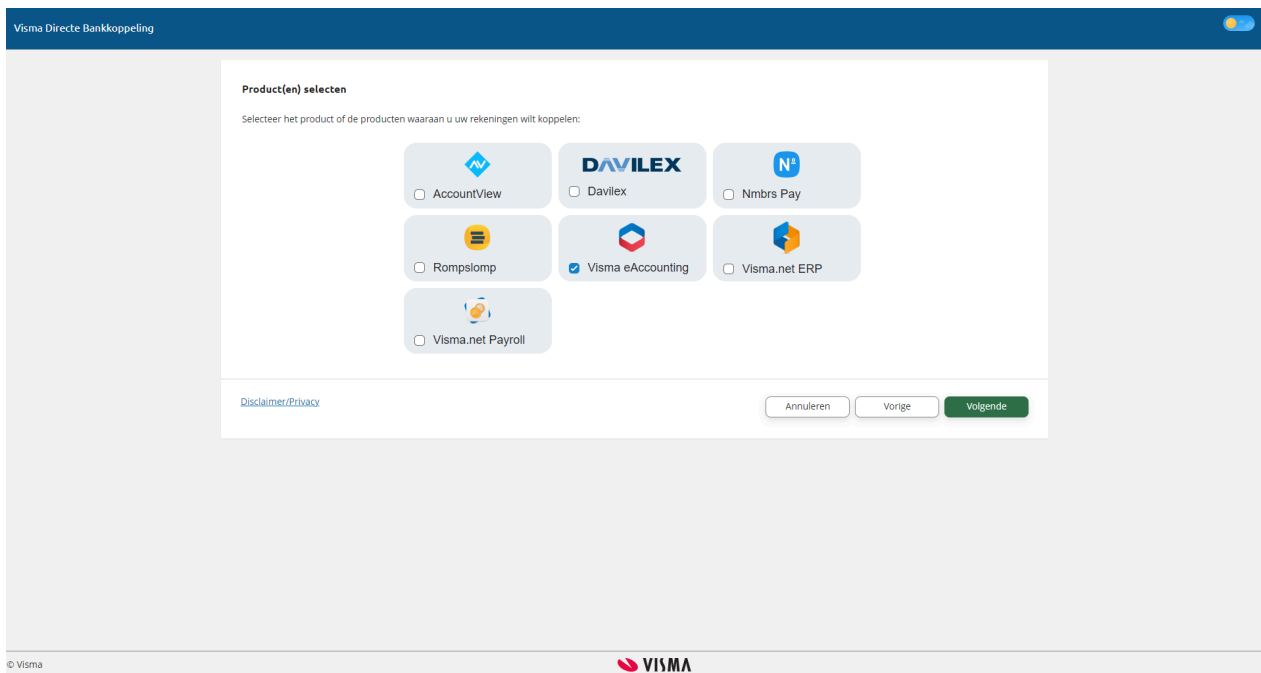 Visma Directe Bankkoppeling
Product(en) selecten
Selecteer het product of de producten waaraan u uw rekeningen wilt koppelen:
AV
DAVILEX
Nº
AccountView
Davilex
Nmbrs Pay
Rompslomp
Visma eAccounting
Visma.net ERP
Visma.net Payroll
Disclaimer/Privacy
Annuleren
Vorige
Volgende
© Visma
VISMA